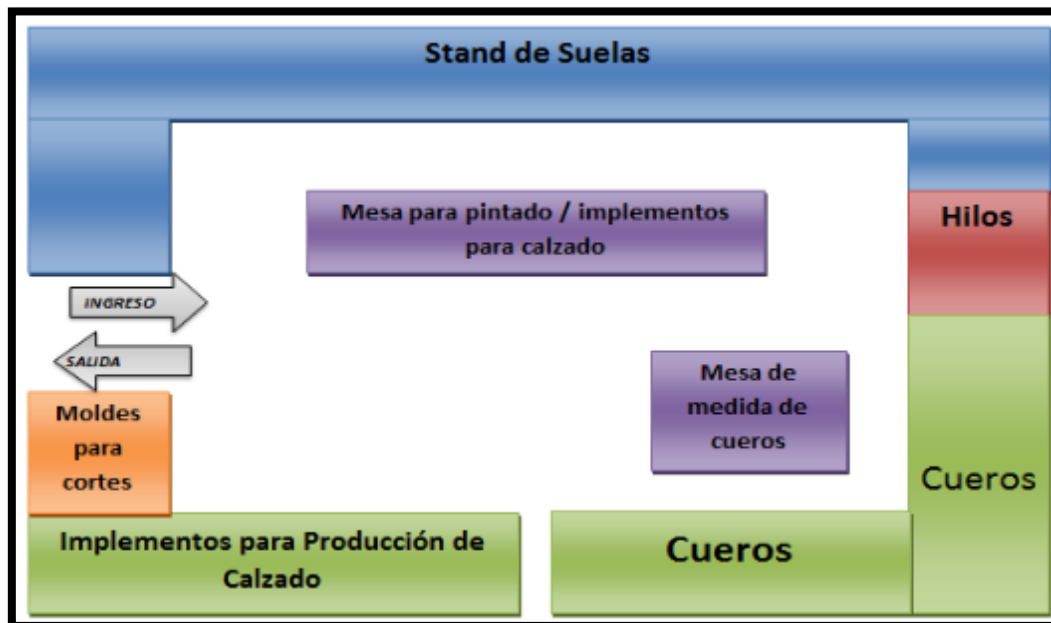 Stand de Suelas
Mesa para pintado / implementos
para calzado
Hilos
INGRESO
SALIDA
Mesa de
medida de
cueros
Moldes
para
cortes
Cueros
Implementos para Producción de
Calzado
Cueros